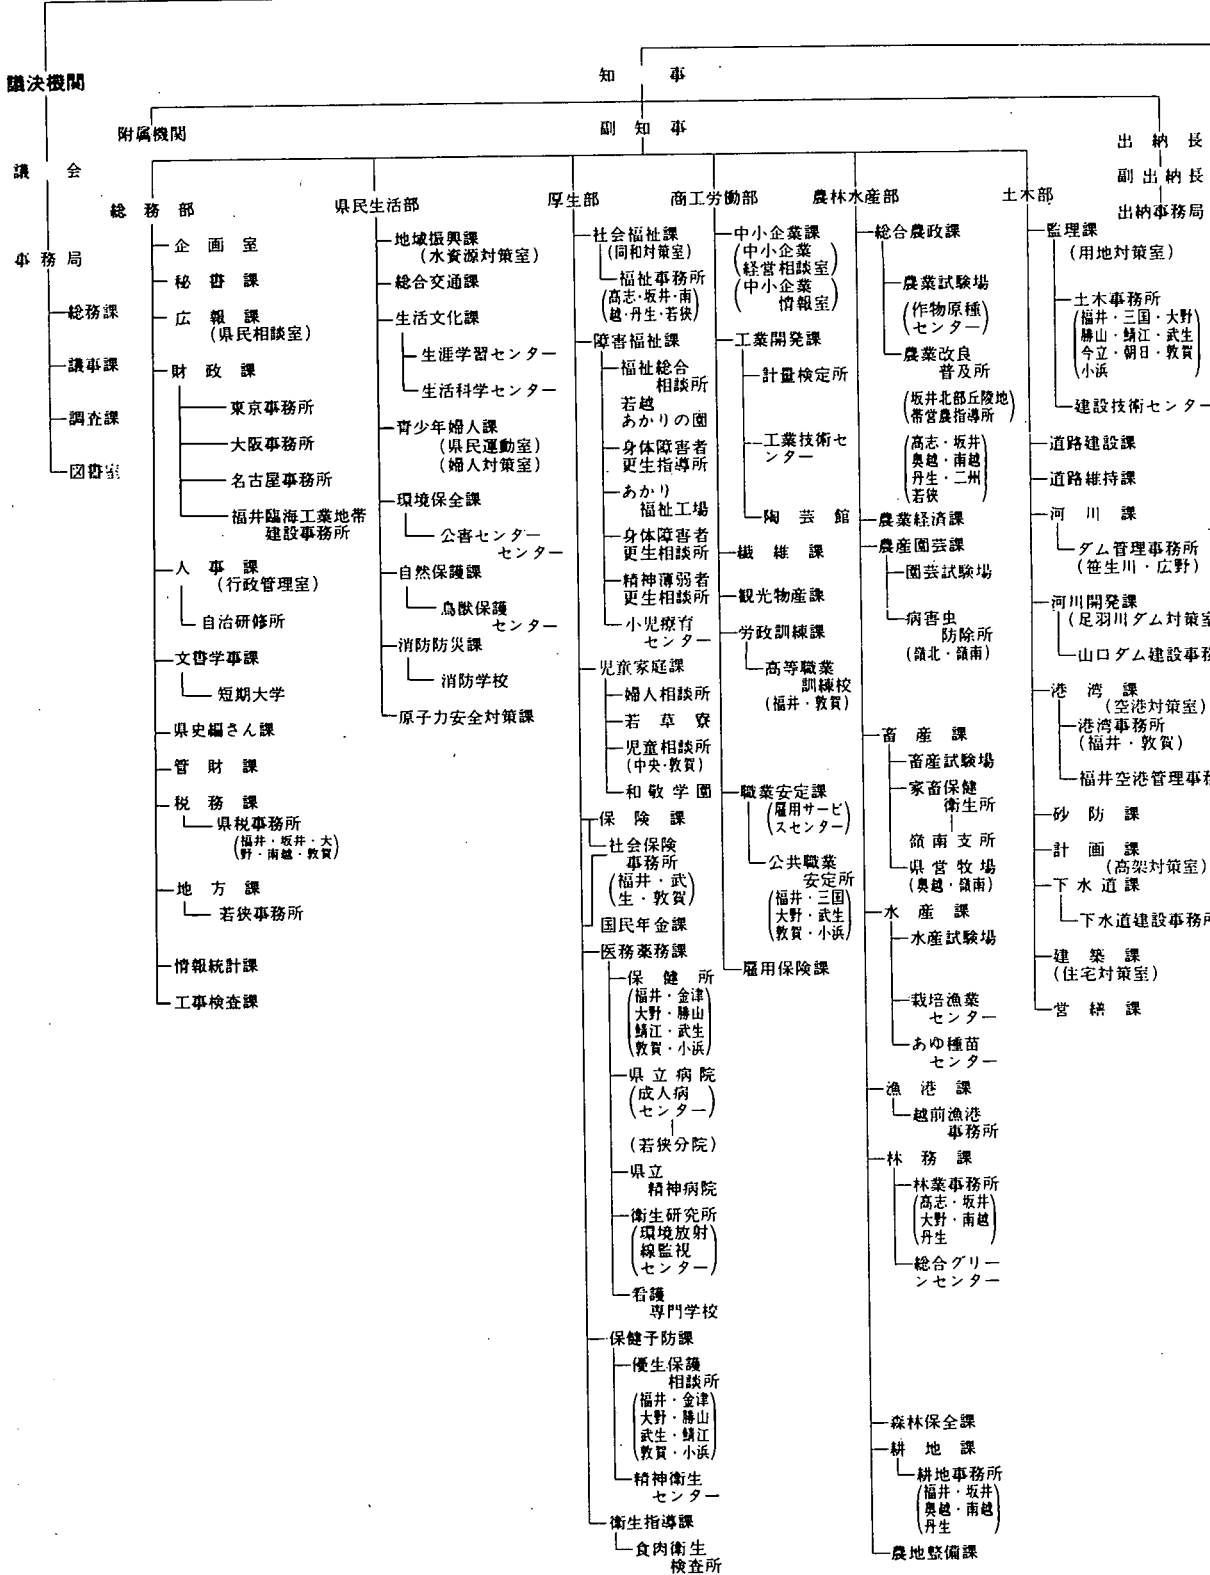 議決機関
議会
事務局
総務課
議事課
調査課
図書室
知事
附属機関
副知事
出納長
副出納長
出納事務局
総務部
企画室
秘書課
広報課
(県民相談室)
財政課
東京事務所
大阪事務所
名古屋事務所
福井臨海工業地帯
建設事務所
人事課
(行政管理室)
自治研修所
文書学事課
短期大学
県史編さん課
管財課
税務課
県税事務所
(福井・坂井・大
野・南越・敦賀)
地方課
若狭事務所
情報統計課
工事検査課
県民生活部
地域振興課
(水資源対策室)
総合交通課
生活文化課
生涯学習センター
生活科学センター
青少年婦人課
(県民運動室)
(婦人対策室)
環境保全課
公害センター
センター
自然保護課
鳥獣保護
センター
消防防災課
消防学校
原子力安全対策課
厚生部
社会福祉課
(同和対策室)
福祉事務所
(高志・坂井・南
越・丹生・若狭)
障害福祉課
福祉総合
相談所
若越
あかりの園
身体障害者
更生指導所
あかり
福祉工場
身体障害者
更生相談所
精神薄弱者
更生相談所
小児療育
センター
児童家庭課
婦人相談所
若草寮
児童相談所
(中央・敦賀)
和敬学園
保険課
社会保険
事務所
(福井・武
生・敦賀)
国民年金課
医務薬務課
保健所
(福井・金津
大野・勝山
鯖江・武生
敦賀・小浜)
県立病院
(成人病
センター)
(若狭分院)
県立
精神病院
衛生研究所
(環境放射
線監視
センター)
看護
専門学校
保健予防課
優生保護
相談所
(福井・金津
大野・勝山
武生・鯖江
敦賀・小浜)
精神衛生
センター
衛生指導課
食肉衛生
検査所
商工労働部
中小企業課
(中小企業
経営相談室)
(中小企業
情報室)
工業開発課
計量検定所
工業技術セ
ンター
陶芸館
繊維課
観光物産課
労政訓練課
高等職業
訓練校
(福井・敦賀)
職業安定課
(雇用サービ
スセンター)
公共職業
安定所
(福井・三国
大野・武生
敦賀・小浜)
雇用保険課
農林水産部
総合農政課
農業試験場
(作物原種
センター)
農業改良
普及所
(坂井北部丘陵地
帯営農指導所)
(高志・坂井
奥越・南越
丹生・二州
若狭)
農業経済課
農産園芸課
園芸試験場
病害虫
防除所
(嶺北・嶺南)
畜産課
畜産試験場
家畜保健
衛生所
嶺南支所
県営牧場
(奥越・嶺南)
水産課
水産試験場
栽培漁業
センター
あゆ種苗
センター
漁港課
越前漁港
事務所
林務課
林業事務所
(高志・坂井
大野・南越
丹生)
総合グリー
ンセンター
森林保全課
耕地課
耕地事務所
(福井・坂井
奥越・南越
丹生)
農地整備課
土木部
監理課
(用地対策室)
土木事務所
(福井・三国・大野
勝山・鯖江・武生
今立・朝日・敦賀
小浜)
建設技術センター
道路建設課
道路維持課
河川課
ダム管理事務所
(笹生川・広野)
河川開発課
(足羽川ダム対策室
山口ダム建設事務
港湾課
(空港対策室)
港湾事務所
(福井・敦賀)
福井空港管理事務
砂防課
計画課
(高架対策室)
下水道課
下水道建設事務所
建築課
(住宅対策室)
営繕課